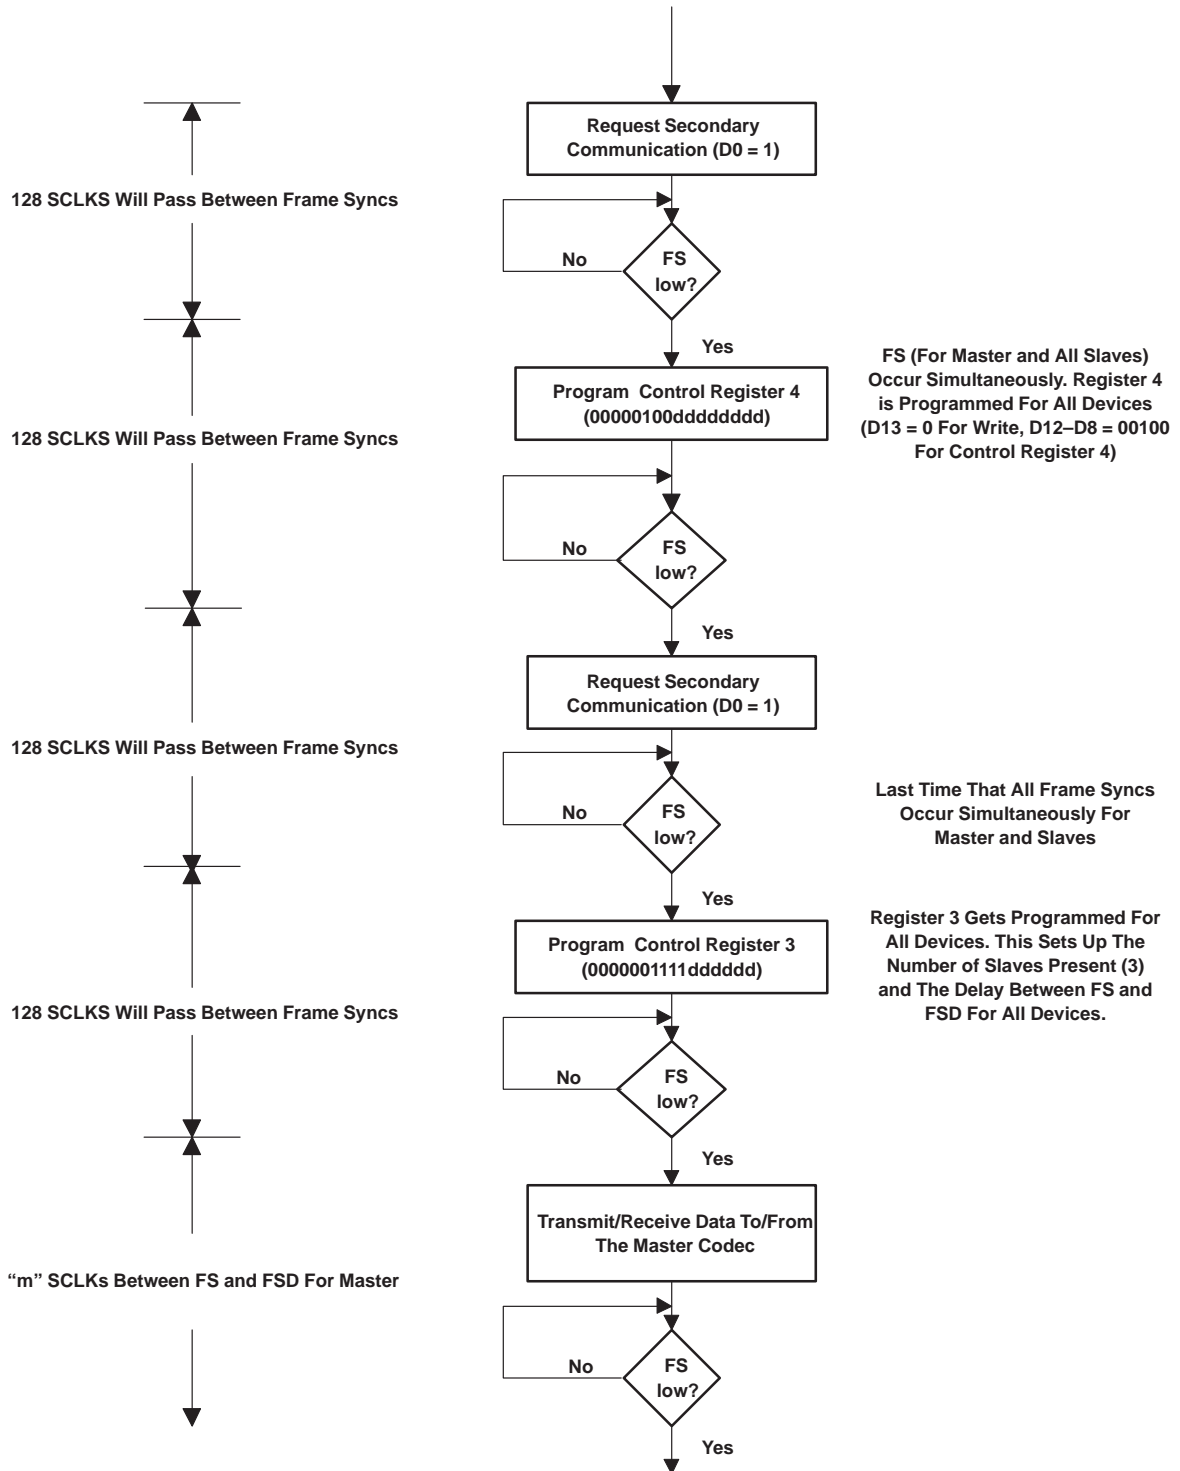 Request Secondary
Communication (D0 = 1)
128 SCLKS Will Pass Between Frame Syncs
No
FS
low?
Yes
FS (For Master and All Slaves)
Occur Simultaneously. Register 4
is Programmed For All Devices
(D13 = 0 For Write, D12–D8 = 00100
For Control Register 4)
Program Control Register 4
(00000100dddddddd)
128 SCLKS Will Pass Between Frame Syncs
No
FS
low?
Yes
Request Secondary
Communication (D0 = 1)
128 SCLKS Will Pass Between Frame Syncs
No
FS
low?
Last Time That All Frame Syncs
Occur Simultaneously For
Master and Slaves
Yes
Register 3 Gets Programmed For
All Devices. This Sets Up The
Number of Slaves Present (3)
and The Delay Between FS and
FSD For All Devices.
Program Control Register 3
(0000001111dddddd)
128 SCLKS Will Pass Between Frame Syncs
No
FS
low?
Yes
Transmit/Receive Data To/From
The Master Codec
“m” SCLKs Between FS and FSD For Master
No
FS
low?
Yes